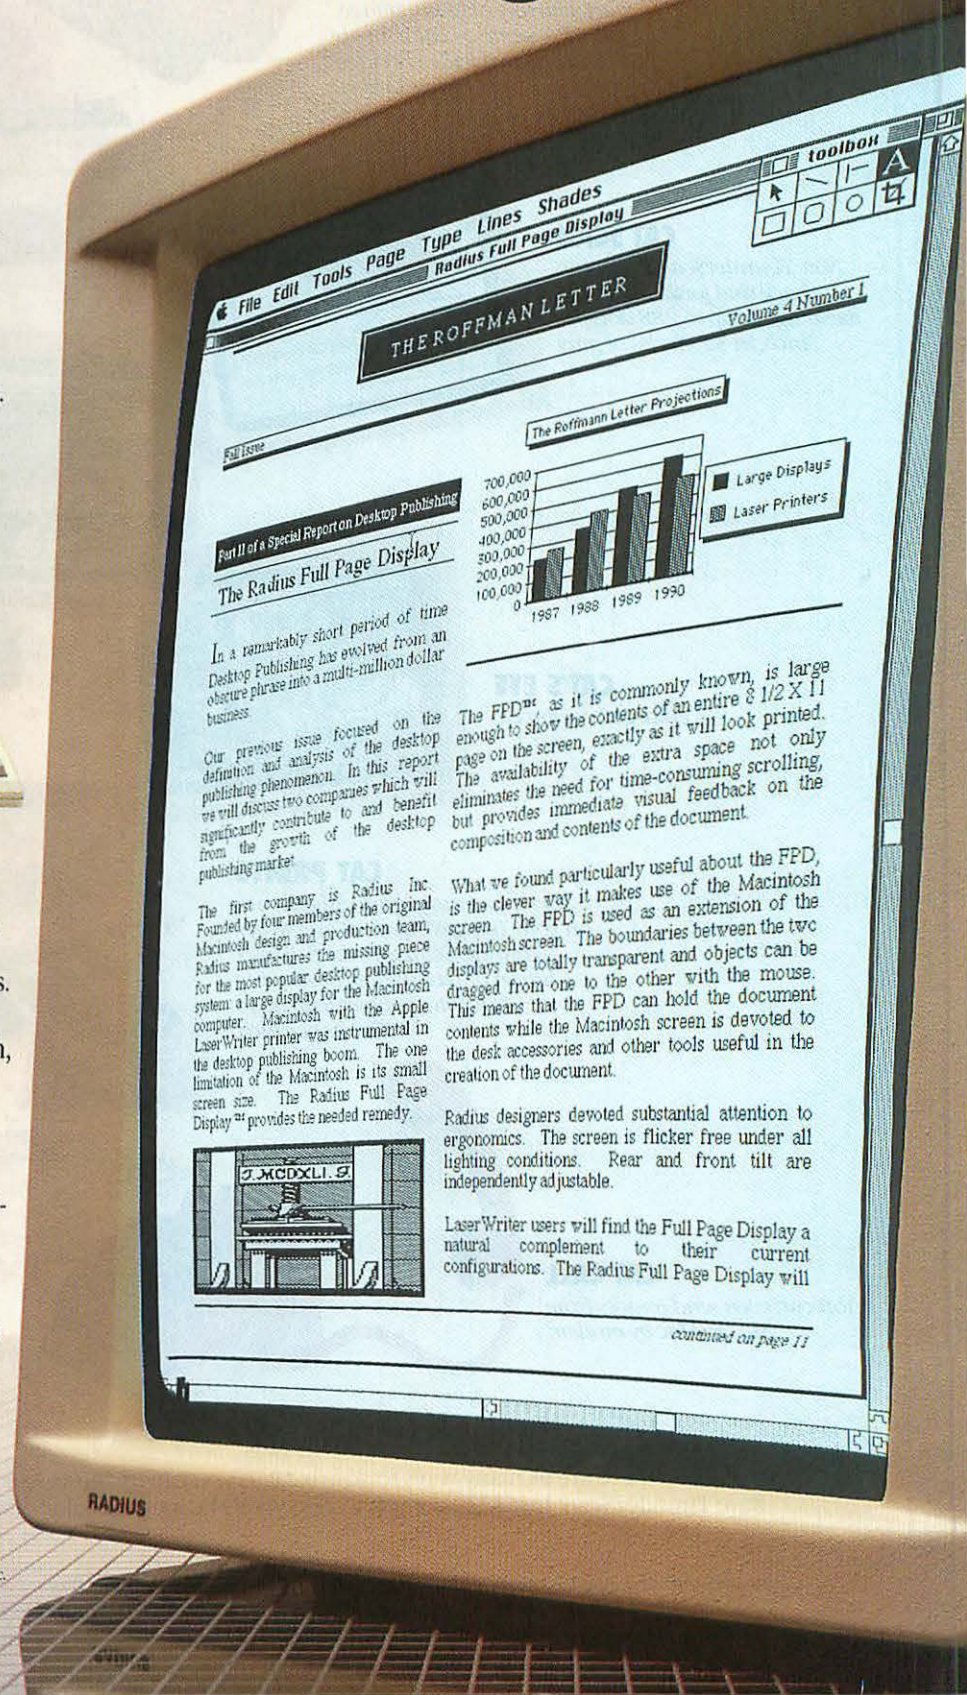 toolbox
A
File Edit Tools Page Type Lines Shades
Radius Full Page Display
THE ROFFMAN LETTER
Volume 4 Number 1
Fall Issue
The Roffmann Letter Projections
700,000
600,000
500,000
400,000
300,000
200,000
100,000
0
1987 1988 1989 1990
Large Displays
Laser Printers
Part II of a Special Report on Desktop Publishing
The Radius Full Page Display
In a remarkably short period of time
Desktop Publishing has evolved from an
obscure phrase into a multi-million dollar
business.
Our previous issue focused on the
definition and analysis of the desktop
publishing phenomenon. In this report
we will discuss two companies which will
significantly contribute to and benefit
from the growth of the desktop
publishing market.
The first company is Radius Inc.
Founded by four members of the original
Macintosh design and production team,
Radius manufactures the missing piece
for the most popular desktop publishing
system: a large display for the Macintosh
computer. Macintosh with the Apple
LaserWriter printer was instrumental in
the desktop publishing boom. The one
limitation of the Macintosh is its small
screen size. The Radius Full Page
Display™ provides the needed remedy.
J.MCDXLI.J
The FPD™ as it is commonly known, is large
enough to show the contents of an entire 8 1/2 X 11
page on the screen, exactly as it will look printed.
The availability of the extra space not only
eliminates the need for time-consuming scrolling,
but provides immediate visual feedback on the
composition and contents of the document.
What we found particularly useful about the FPD,
is the clever way it makes use of the Macintosh
screen. The FPD is used as an extension of the
Macintosh screen. The boundaries between the two
displays are totally transparent and objects can be
dragged from one to the other with the mouse.
This means that the FPD can hold the document
contents while the Macintosh screen is devoted to
the desk accessories and other tools useful in the
creation of the document.
Radius designers devoted substantial attention to
ergonomics. The screen is flicker free under all
lighting conditions. Rear and front tilt are
independently adjustable.
LaserWriter users will find the Full Page Display a
natural complement to their current
configurations. The Radius Full Page Display will
continued on page 11
RADIUS